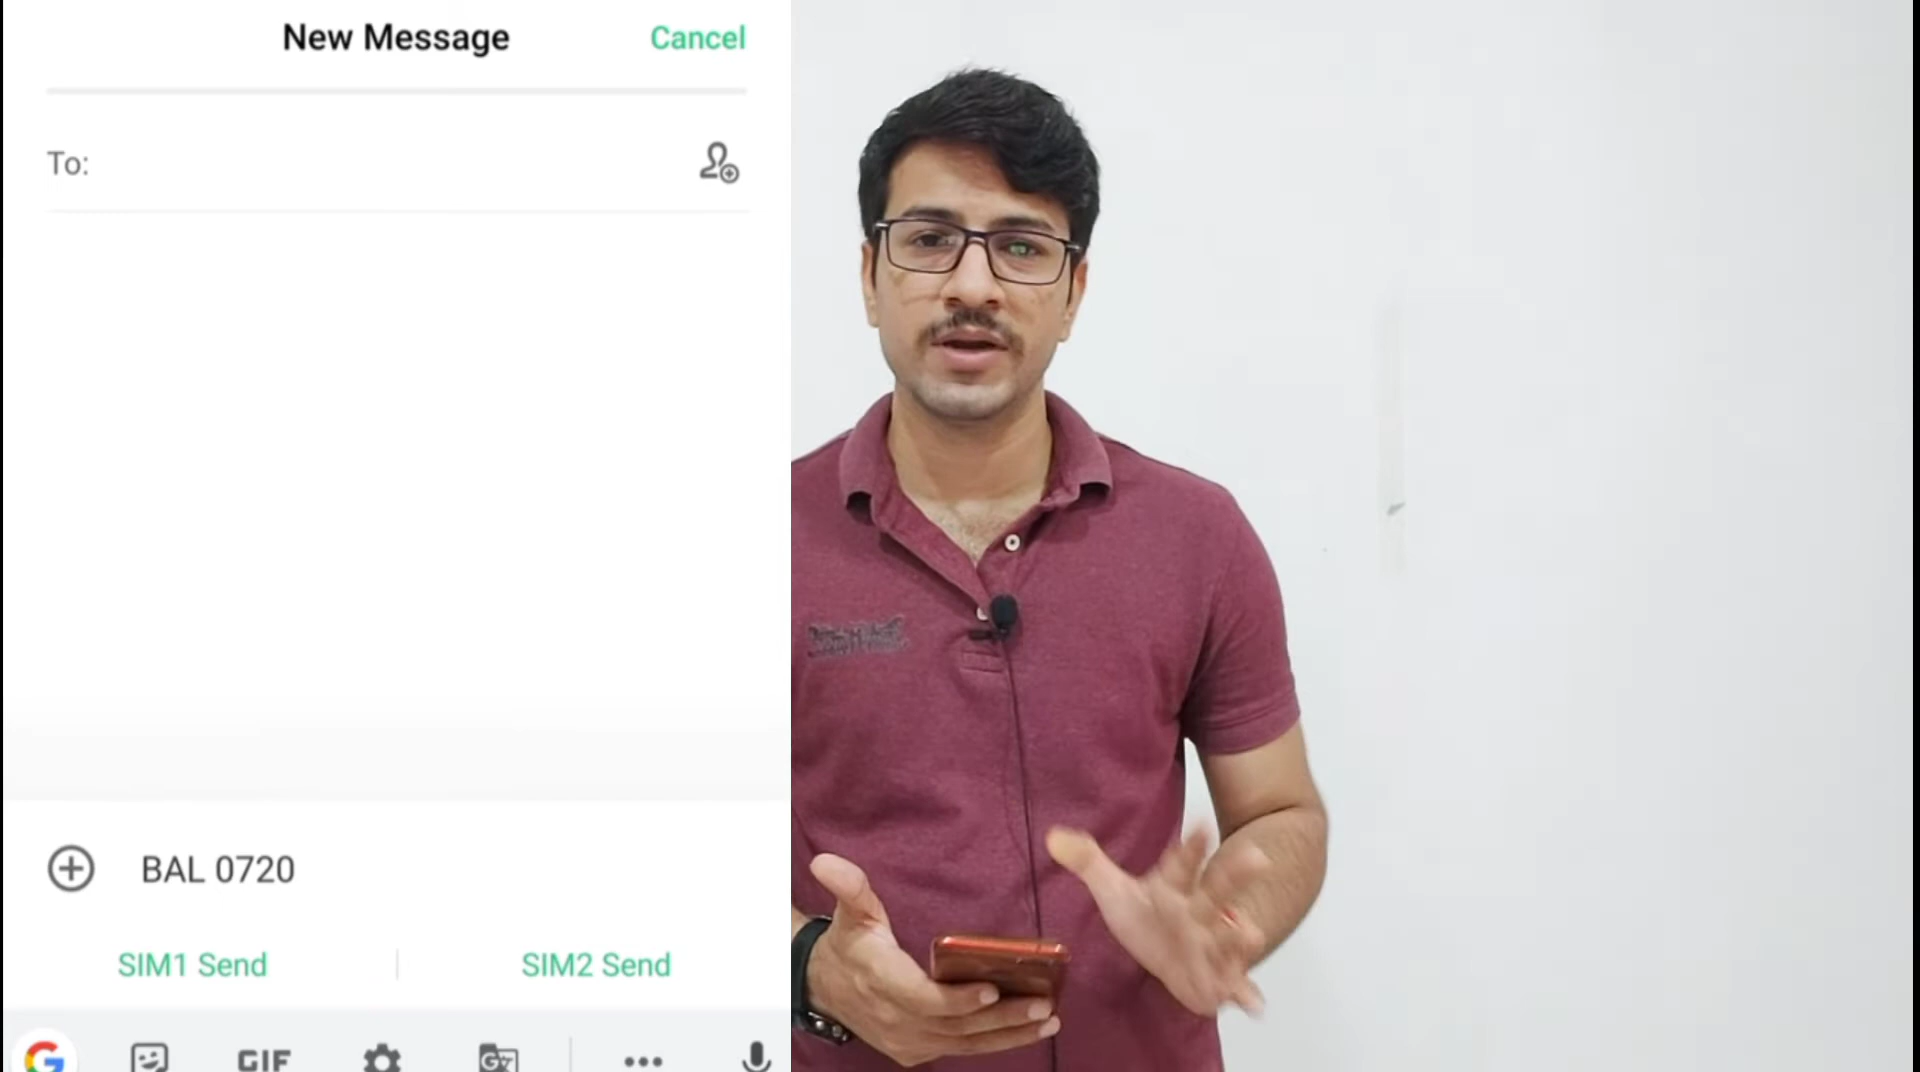 New Message
Cancel
To:
BAL 0720
SIM1 Send
SIM2 Send
G
GIF
G